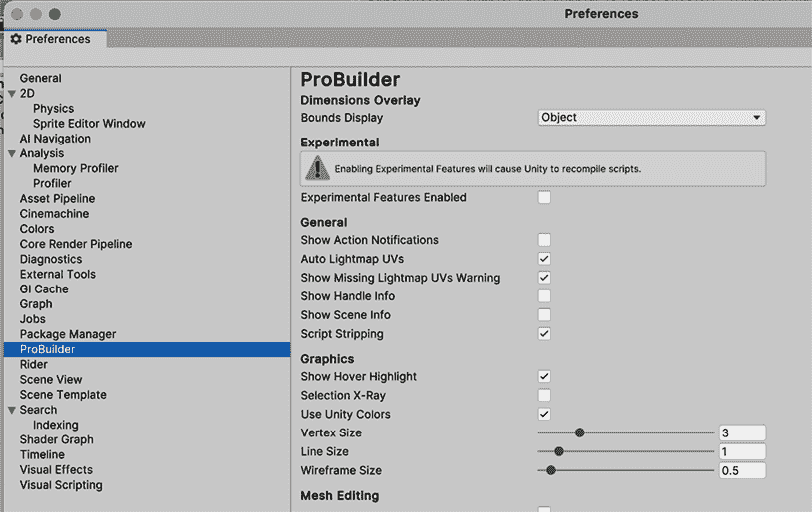 Preferences
Preferences
General
2D
Physics
Sprite Editor Window
AI Navigation
Analysis
Memory Profiler
Profiler
Asset Pipeline
Cinemachine
Colors
Core Render Pipeline
Diagnostics
External Tools
GI Cache
Graph
Jobs
Package Manager
ProBuilder
Rider
Scene View
Scene Template
Search
Indexing
Shader Graph
Timeline
Visual Effects
Visual Scripting
ProBuilder
Dimensions Overlay
Bounds Display Object
Experimental
Enabling Experimental Features will cause Unity to recompile scripts.
Experimental Features Enabled
General
Show Action Notifications
Auto Lightmap UVs
Show Missing Lightmap UVs Warning
Show Handle Info
Show Scene Info
Script Stripping
Graphics
Show Hover Highlight
Selection X-Ray
Use Unity Colors
Vertex Size 3
Line Size 1
Wireframe Size 0.5
Mesh Editing